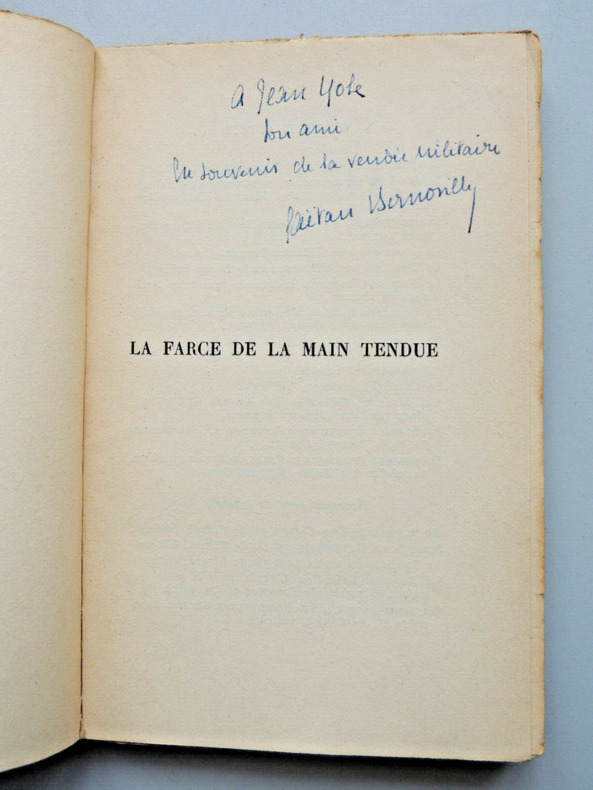 A Jean Yole
son ami
En souvenir de la vendée militaire
Gaëtan Bernoville
LA FARCE DE LA MAIN TENDUE